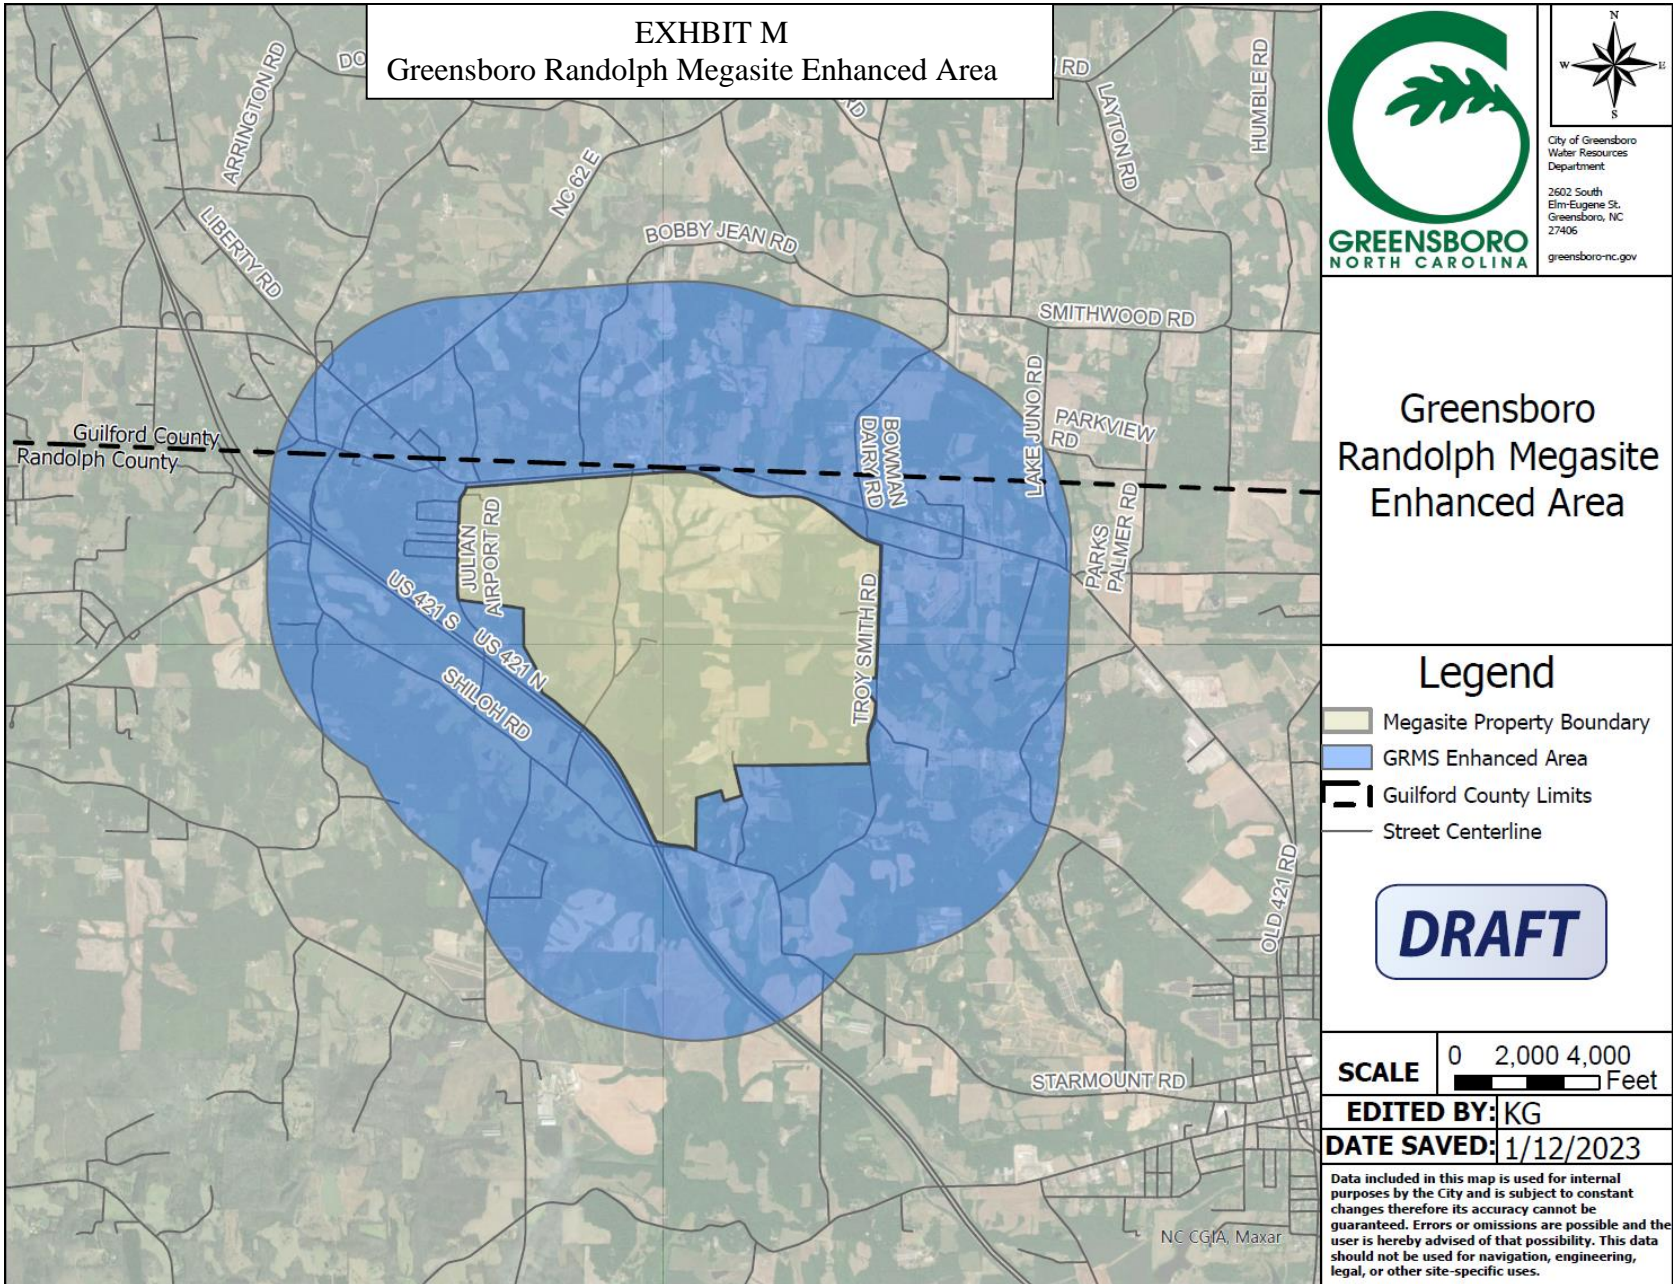 EXHBIT M
Greensboro Randolph Megasite Enhanced Area
ARRINGTON RD
DO
RD
RD
LAYTON RD
HUMBLE RD
NC 62 E
LIBERTY RD
BOBBY JEAN RD
SMITHWOOD RD
LAKE JUNO RD
PARKVIEW
RD
Guilford County
Randolph County
BOWMAN
DAIRY RD
JULIAN
AIRPORT RD
PARKS
PALMER RD
US 421 S
US 421 N
SHILOH RD
TROY SMITH RD
OLD 421 RD
STARMOUNT RD
NC CGIA, Maxar
GREENSBORO
NORTH CAROLINA
N
W
E
S
City of Greensboro
Water Resources
Department
2602 South
Elm-Eugene St.
Greensboro, NC
27406
greensboro-nc.gov
Greensboro
Randolph Megasite
Enhanced Area
Legend
Megasite Property Boundary
GRMS Enhanced Area
Guilford County Limits
Street Centerline
DRAFT
SCALE
0 2,000 4,000
Feet
EDITED BY: KG
DATE SAVED: 1/12/2023
Data included in this map is used for internal
purposes by the City and is subject to constant
changes therefore its accuracy cannot be
guaranteed. Errors or omissions are possible and the
user is hereby advised of that possibility. This data
should not be used for navigation, engineering,
legal, or other site-specific uses.